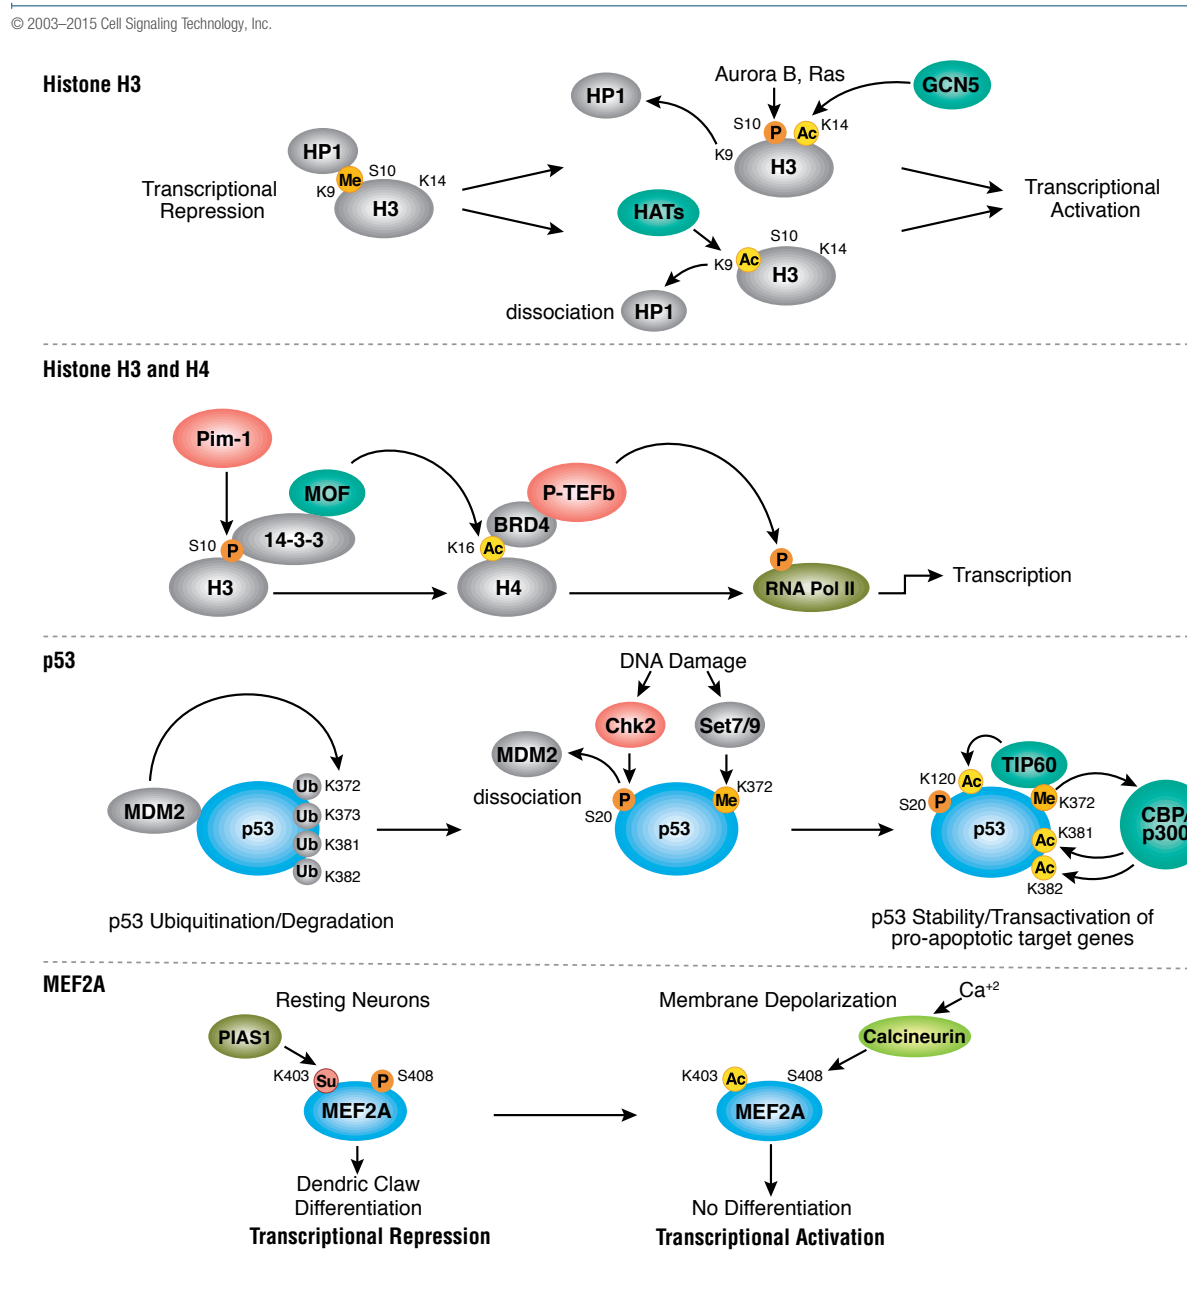 © 2003–2015 Cell Signaling Technology, Inc.
Histone H3
Aurora B, Ras
GCN5
HP1
S10
P
Ac
K14
K9
H3
HP1
Me
S10
K9
K14
H3
Transcriptional
Repression
Transcriptional
Activation
HATs
S10
K14
K9
Ac
H3
dissociation
HP1
Histone H3 and H4
Pim-1
MOF
14-3-3
S10
P
H3
P-TEFb
BRD4
K16
Ac
H4
P
RNA Pol II
Transcription
p53
MDM2
p53
Ub
K372
Ub
K373
Ub
K381
Ub
K382
p53 Ubiquitination/Degradation
DNA Damage
Chk2
Set7/9
MDM2
dissociation
P
S20
Me
K372
p53
TIP60
K120
Ac
S20
P
Me
K372
p53
Ac
K381
Ac
K382
CBP/
p300
p53 Stability/Transactivation of
pro-apoptotic target genes
MEF2A
Resting Neurons
PIAS1
K403
Su
P
S408
MEF2A
Dendric Claw
Differentiation
Transcriptional Repression
Membrane Depolarization
Ca+2
Calcineurin
K403
Ac
S408
MEF2A
No Differentiation
Transcriptional Activation